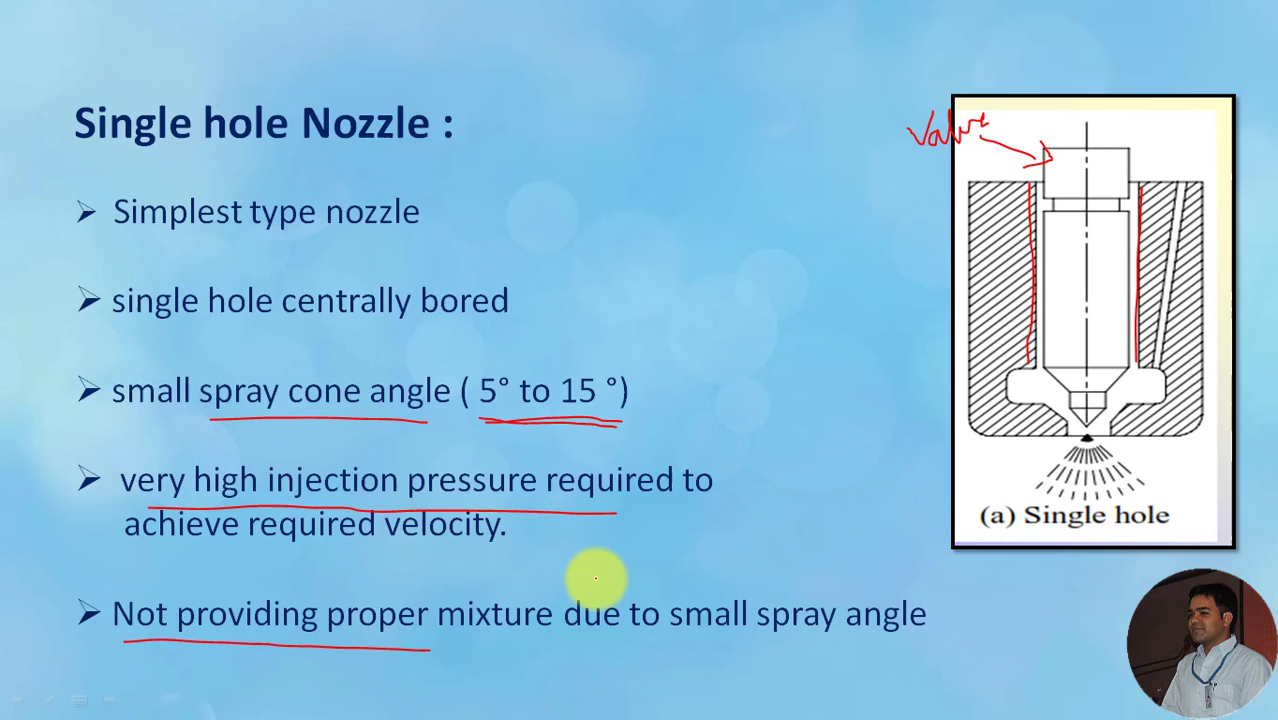 Single hole Nozzle :
Simplest type nozzle
single hole centrally bored
small spray cone angle ( 5° to 15 °)
very high injection pressure required to
achieve required velocity.
Not providing proper mixture due to small spray angle
Valve
(a) Single hole